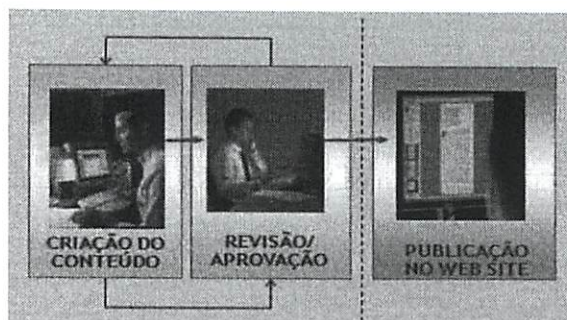 CRIAÇÃO DO
CONTEÚDO
REVISÃO/
APROVAÇÃO
PUBLICAÇÃO
NO WEB SITE